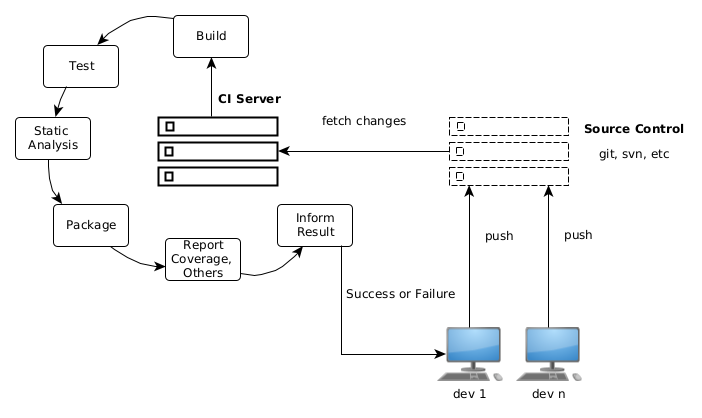 Build
Test
CI Server
fetch changes
Source Control
git, svn, etc
Static
Analysis
Package
Inform
Result
Report
Coverage,
Others
push
push
Success or Failure
dev 1
dev n